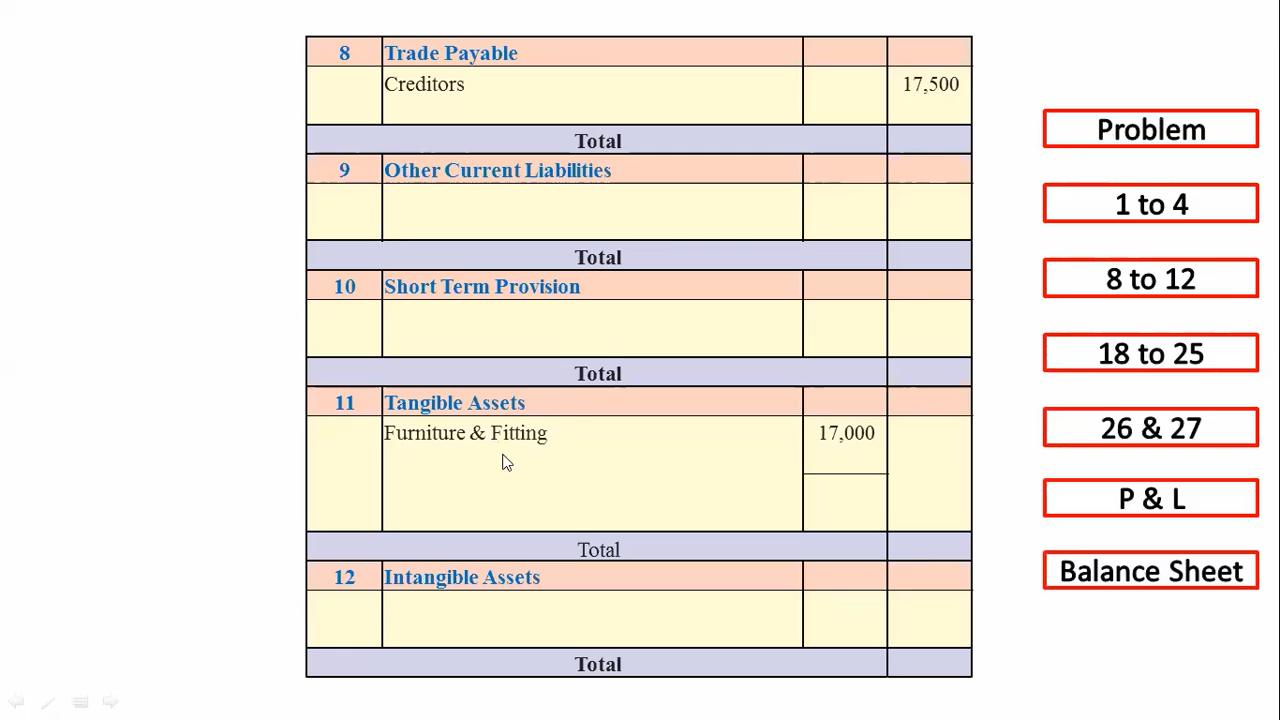 8 Trade Payable
Creditors 17,500
Total
9 Other Current Liabilities
Total
10 Short Term Provision
Total
11 Tangible Assets
Furniture & Fitting 17,000
Total
12 Intangible Assets
Total
Problem
1 to 4
8 to 12
18 to 25
26 & 27
P & L
Balance Sheet